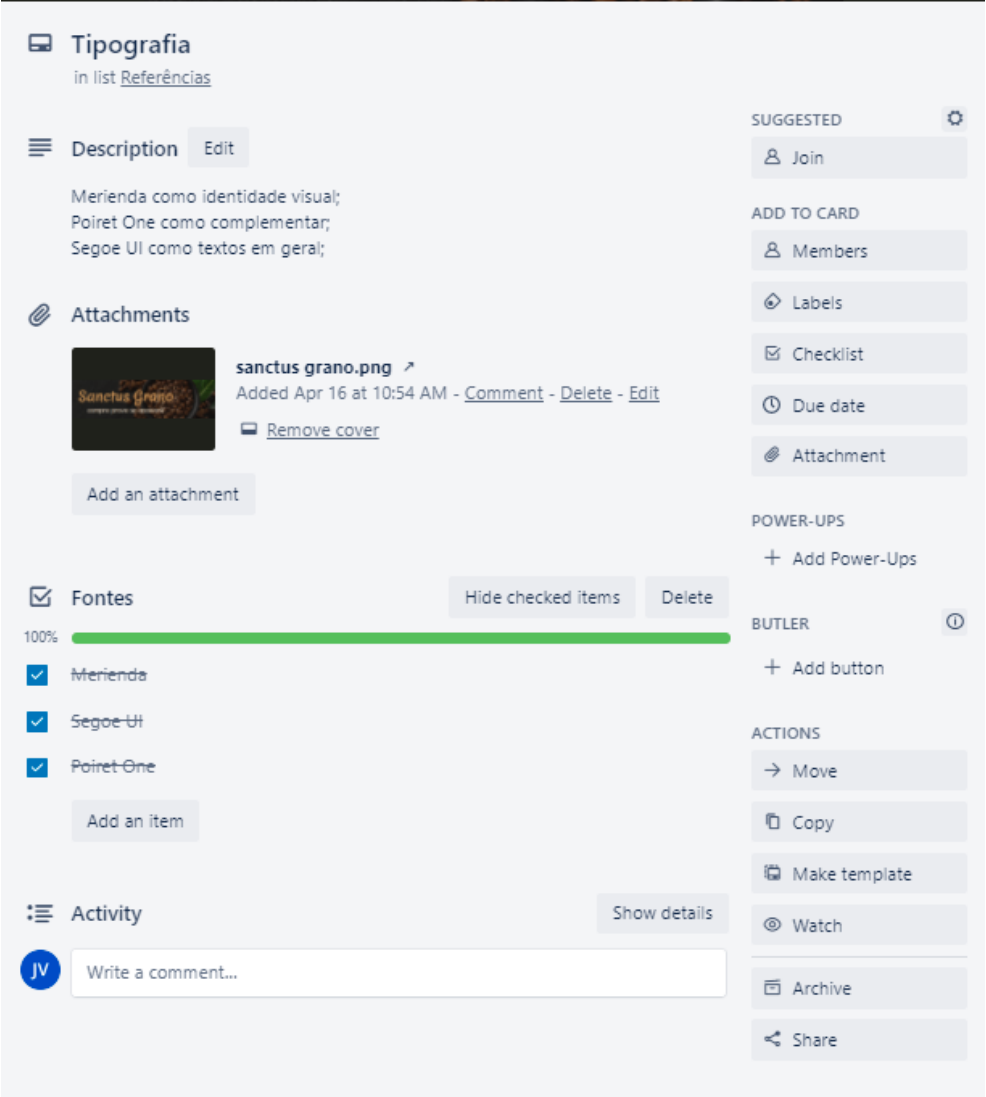 Tipografia
in list Referências
Description Edit
Merienda como identidade visual;
Poiret One como complementar;
Segoe UI como textos em geral;
Attachments
Sanctus Grano
sanctus grano.png ↗
Added Apr 16 at 10:54 AM - Comment - Delete - Edit
Remove cover
Add an attachment
Fontes Hide checked items Delete
100%
Merienda
Segoe UI
Poiret One
Add an item
Activity Show details
JV Write a comment...
SUGGESTED
Join
ADD TO CARD
Members
Labels
Checklist
Due date
Attachment
POWER-UPS
+ Add Power-Ups
BUTLER
+ Add button
ACTIONS
→ Move
Copy
Make template
Watch
Archive
Share